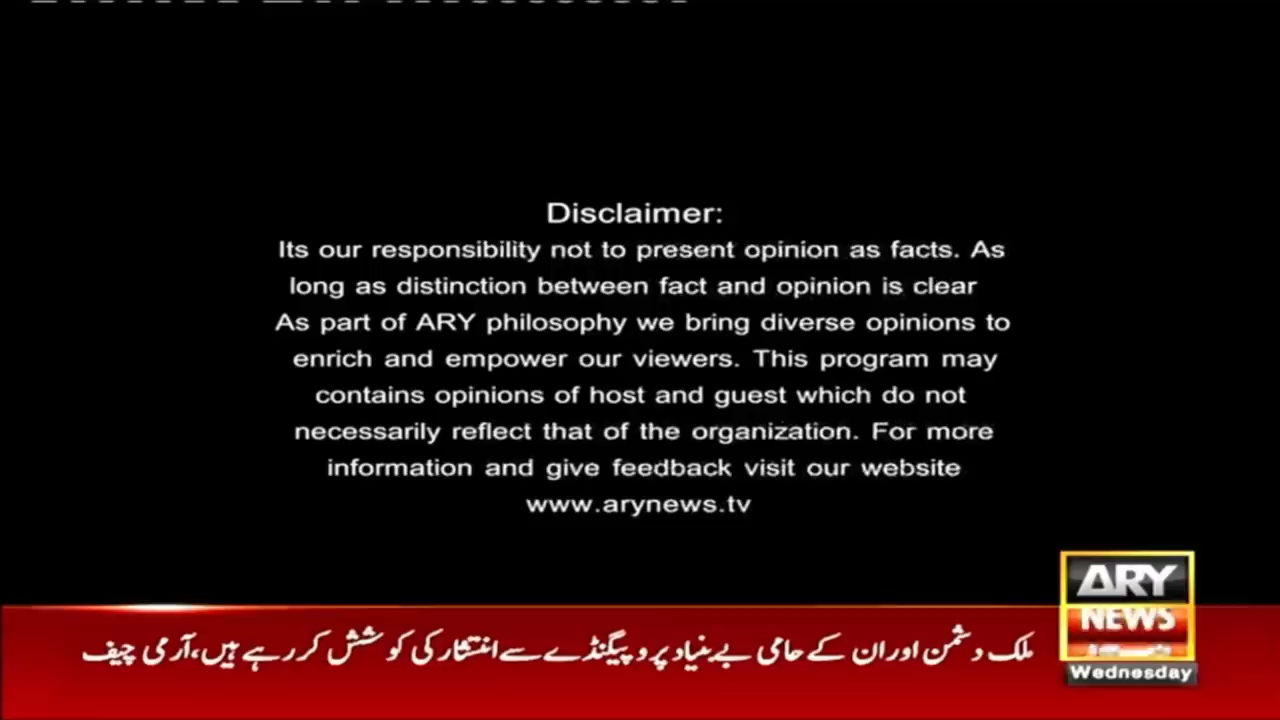 Disclaimer:
Its our responsibility not to present opinion as facts. As
long as distinction between fact and opinion is clear
As part of ARY philosophy we bring diverse opinions to
enrich and empower our viewers. This program may
contains opinions of host and guest which do not
necessarily reflect that of the organization. For more
information and give feedback visit our website
www.arynews.tv
ARY
NEWS
Wednesday
ملک دشمن اور ان کے حامی بے بنیاد پروپیگنڈے سے انتشار کی کوشش کر رہے ہیں، آرمی چیف